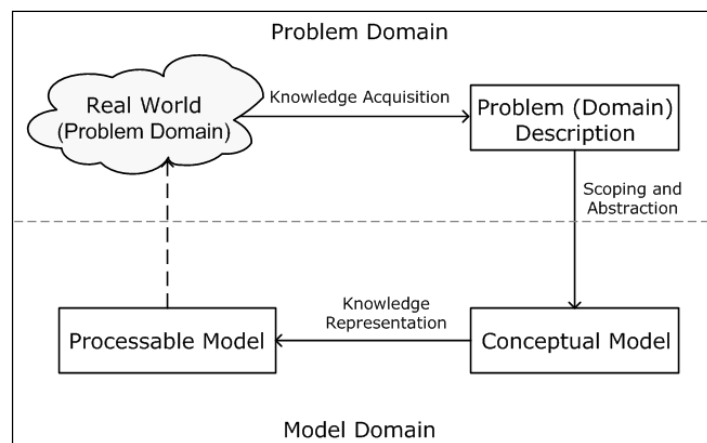 Problem Domain
Real World
(Problem Domain)
Knowledge Acquisition
Problem (Domain)
Description
Scoping and
Abstraction
Knowledge
Representation
Processable Model
Conceptual Model
Model Domain